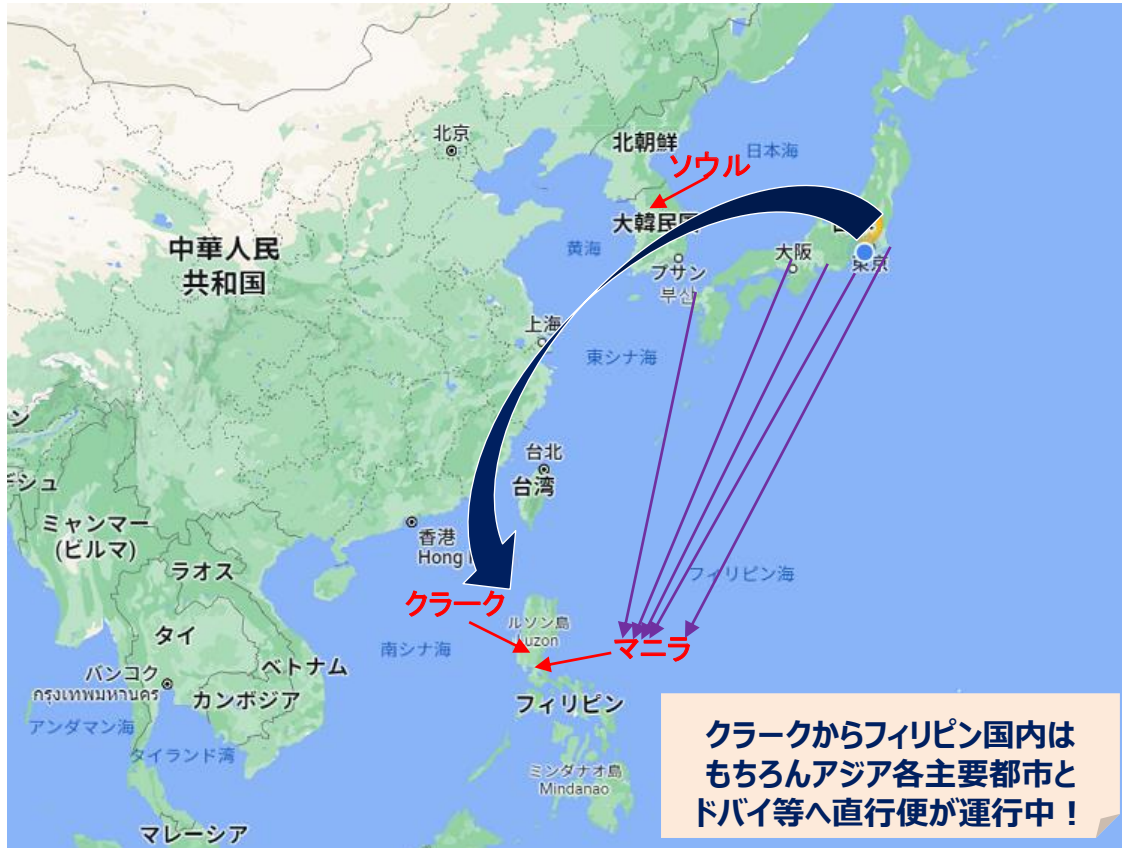 北京
北朝鮮
日本海
ソウル
大韓民
中華人民
共和国
黄海
プサン
부산
大阪
東京
上海
東シナ海
台北
台湾
ミャンマー
(ビルマ)
香港
Hong
ラオス
フィリピン海
クラーク
ルソン島
Luzon
マニラ
タイ
南シナ海
ベトナム
バンコク
กรุงเทพมหานคร
カンボジア
フィリピン
アンダマン海
タイランド湾
ミンダナオ島
Mindanao
マレーシア
クラークからフィリピン国内は
もちろんアジア各主要都市と
ドバイ等へ直行便が運行中！